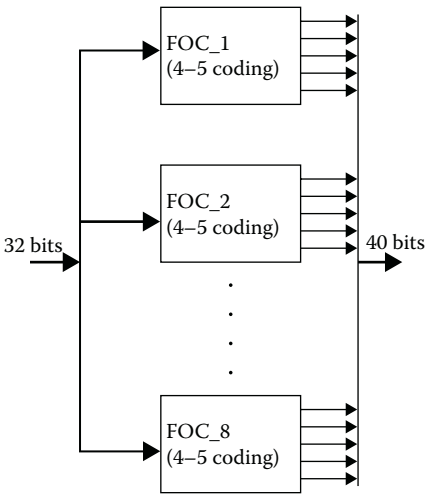 FOC_1
(4–5 coding)
FOC_2
(4–5 coding)
32 bits
40 bits
FOC_8
(4–5 coding)